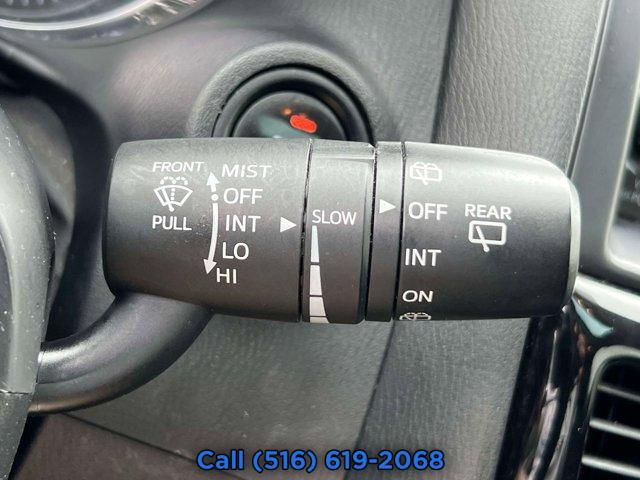 FRONT
PULL
MIST
OFF
INT
LO
HI
SLOW
OFF
INT
ON
REAR
Call (516) 619-2068